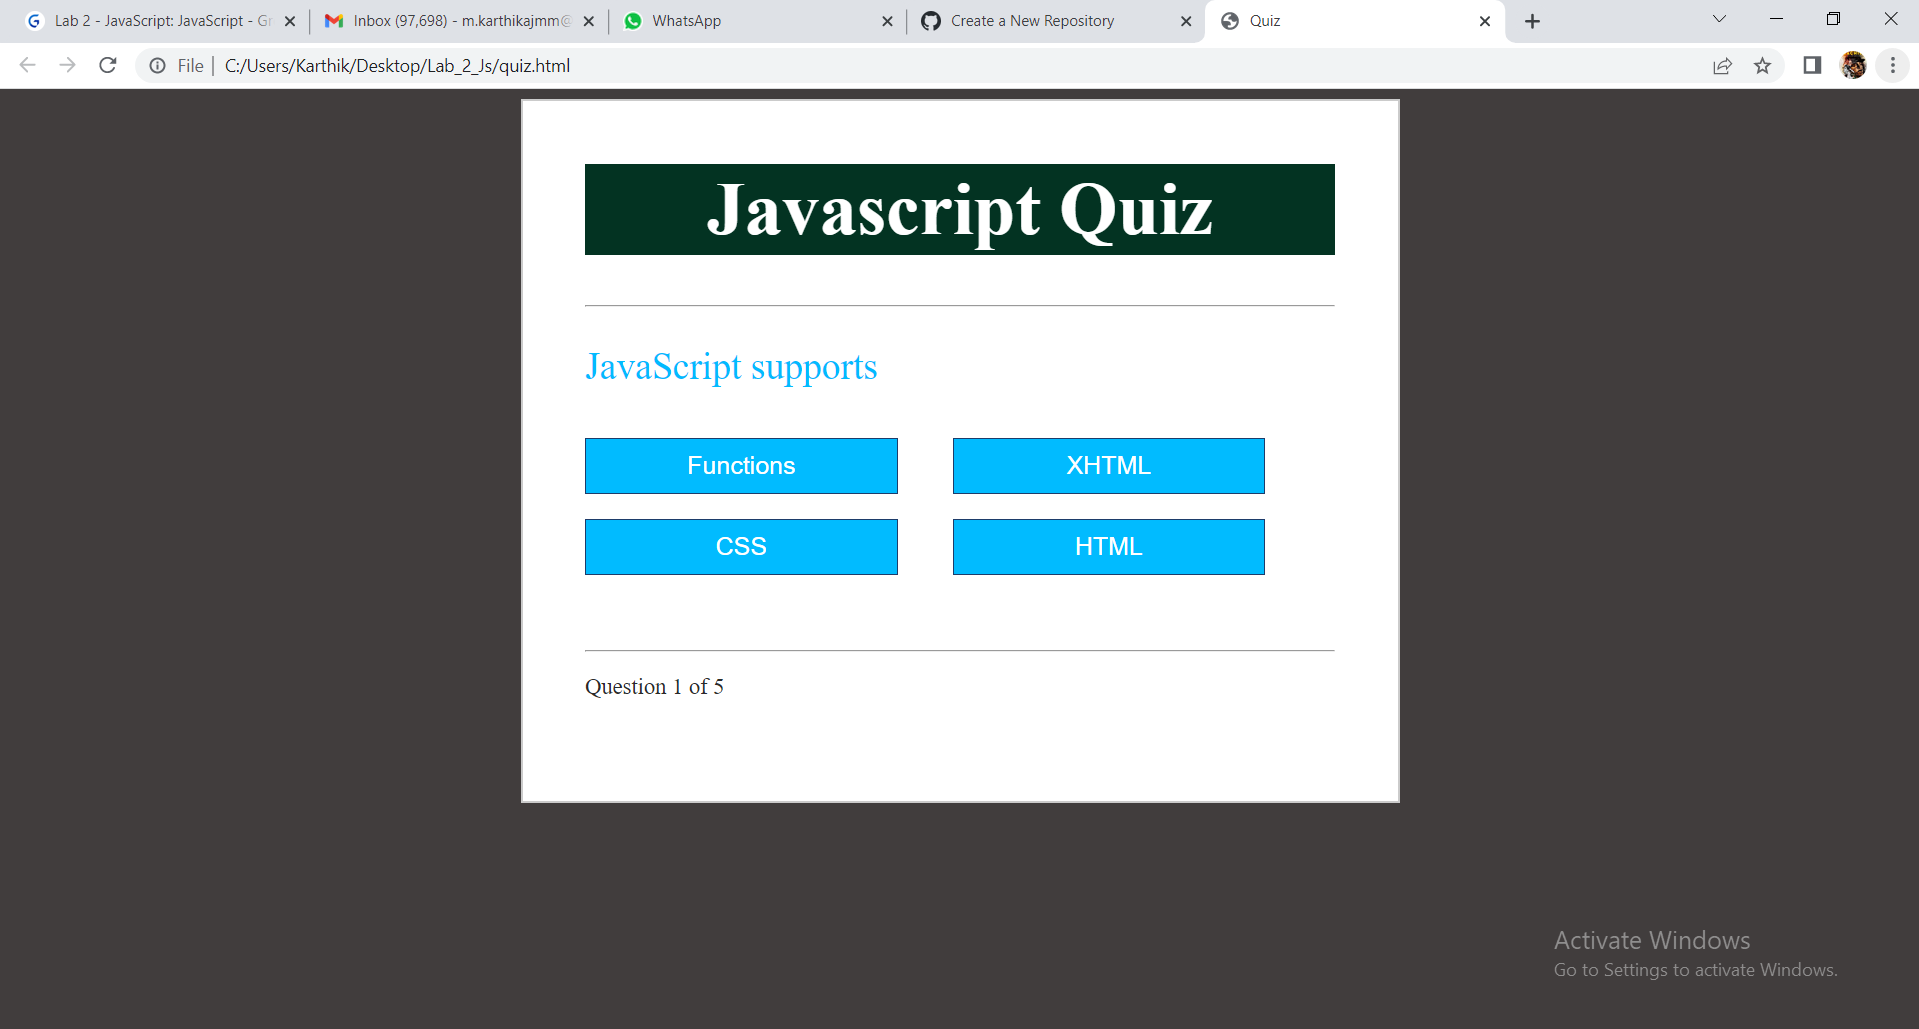 Lab 2 - JavaScript: JavaScript - Gr
Inbox (97,698) - m.karthikajmm@
WhatsApp
Create a New Repository
Quiz
File | C:/Users/Karthik/Desktop/Lab_2_Js/quiz.html
Javascript Quiz
JavaScript supports
Functions XHTML
CSS HTML
Question 1 of 5
Activate Windows
Go to Settings to activate Windows.